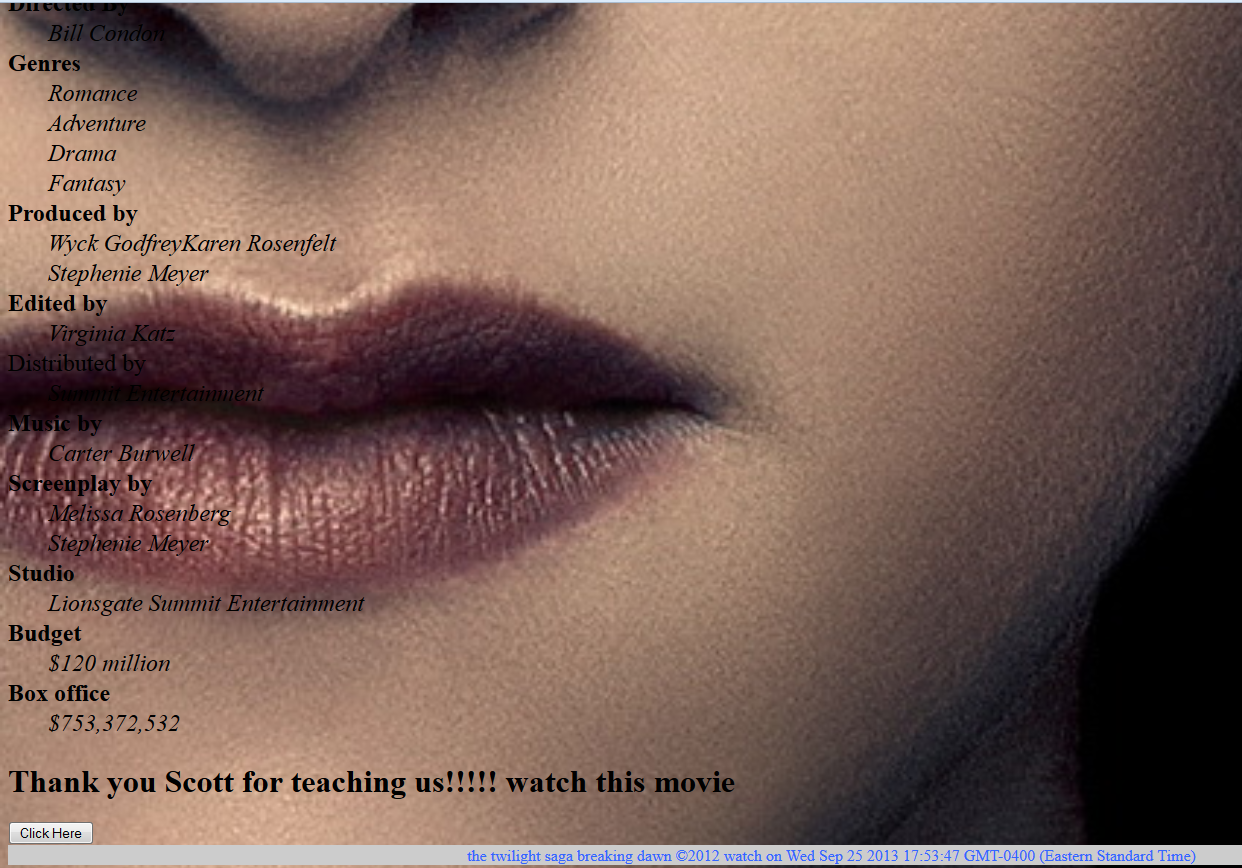 Directed By
Bill Condon
Genres
Romance
Adventure
Drama
Fantasy
Produced by
Wyck GodfreyKaren Rosenfelt
Stephenie Meyer
Edited by
Virginia Katz
Distributed by
Summit Entertainment
Music by
Carter Burwell
Screenplay by
Melissa Rosenberg
Stephenie Meyer
Studio
Lionsgate Summit Entertainment
Budget
$120 million
Box office
$753,372,532
Thank you Scott for teaching us!!!!! watch this movie
Click Here
the twilight saga breaking dawn ©2012 watch on Wed Sep 25 2013 17:53:47 GMT-0400 (Eastern Standard Time)